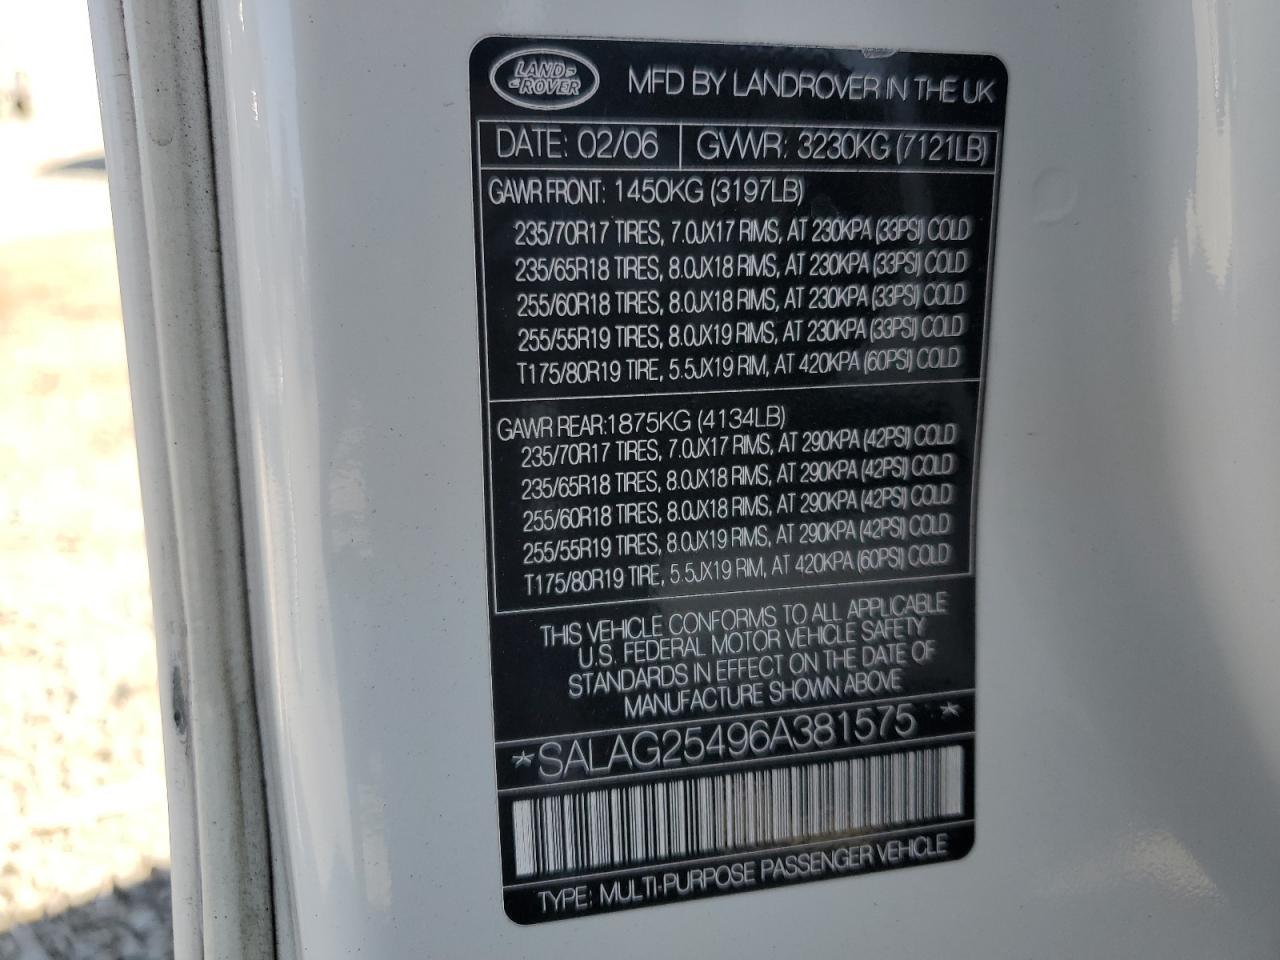 LAND ROVER
MFD BY LANDROVER IN THE UK
DATE: 02/06 GVWR: 3230KG (7121LB)
GAWR FRONT: 1450KG (3197LB)
235/70R17 TIRES, 7.0JX17 RIMS, AT 230KPA (33PSI) COLD
235/65R18 TIRES, 8.0JX18 RIMS, AT 230KPA (33PSI) COLD
255/60R18 TIRES, 8.0JX18 RIMS, AT 230KPA (33PSI) COLD
255/55R19 TIRES, 8.0JX19 RIMS, AT 230KPA (33PSI) COLD
T175/80R19 TIRE, 5.5JX19 RIM, AT 420KPA (60PSI) COLD
GAWR REAR:1875KG (4134LB)
235/70R17 TIRES, 7.0JX17 RIMS, AT 290KPA (42PSI) COLD
235/65R18 TIRES, 8.0JX18 RIMS, AT 290KPA (42PSI) COLD
255/60R18 TIRES, 8.0JX18 RIMS, AT 290KPA (42PSI) COLD
255/55R19 TIRES, 8.0JX19 RIMS, AT 290KPA (42PSI) COLD
T175/80R19 TIRE, 5.5JX19 RIM, AT 420KPA (60PSI) COLD
THIS VEHICLE CONFORMS TO ALL APPLICABLE
U.S. FEDERAL MOTOR VEHICLE SAFETY
STANDARDS IN EFFECT ON THE DATE OF
MANUFACTURE SHOWN ABOVE
*SALAG25496A381575 *
TYPE: MULTI-PURPOSE PASSENGER VEHICLE